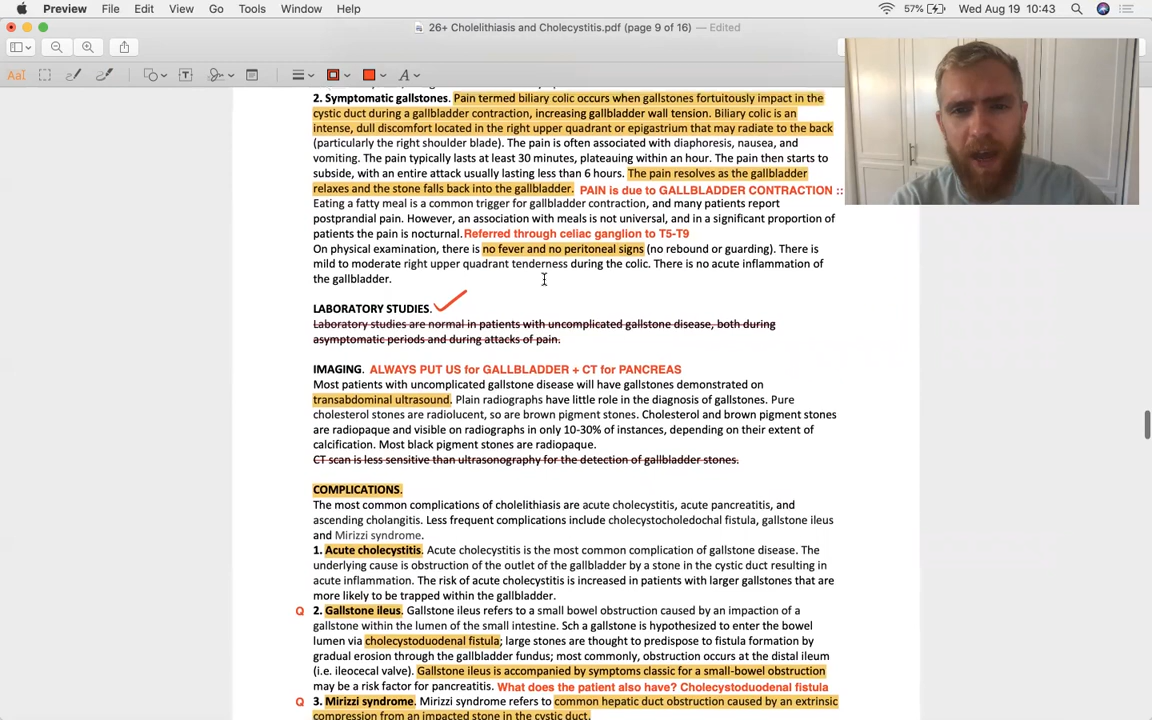 Preview File Edit View Go Tools Window Help 57% Wed Aug 19 10:43
26+ Cholelithiasis and Cholecystitis.pdf (page 9 of 16) — Edited
2. Symptomatic gallstones. Pain termed biliary colic occurs when gallstones fortuitously impact in the
cystic duct during a gallbladder contraction, increasing gallbladder wall tension. Biliary colic is an
intense, dull discomfort located in the right upper quadrant or epigastrium that may radiate to the back
(particularly the right shoulder blade). The pain is often associated with diaphoresis, nausea, and
vomiting. The pain typically lasts at least 30 minutes, plateauing within an hour. The pain then starts to
subside, with an entire attack usually lasting less than 6 hours. The pain resolves as the gallbladder
relaxes and the stone falls back into the gallbladder. PAIN is due to GALLBLADDER CONTRACTION ::
Eating a fatty meal is a common trigger for gallbladder contraction, and many patients report
postprandial pain. However, an association with meals is not universal, and in a significant proportion of
patients the pain is nocturnal. Referred through celiac ganglion to T5-T9
On physical examination, there is no fever and no peritoneal signs (no rebound or guarding). There is
mild to moderate right upper quadrant tenderness during the colic. There is no acute inflammation of
the gallbladder.
LABORATORY STUDIES.
Laboratory studies are normal in patients with uncomplicated gallstone disease, both during
asymptomatic periods and during attacks of pain.
IMAGING. ALWAYS PUT US for GALLBLADDER + CT for PANCREAS
Most patients with uncomplicated gallstone disease will have gallstones demonstrated on
transabdominal ultrasound. Plain radiographs have little role in the diagnosis of gallstones. Pure
cholesterol stones are radiolucent, so are brown pigment stones. Cholesterol and brown pigment stones
are radiopaque and visible on radiographs in only 10-30% of instances, depending on their extent of
calcification. Most black pigment stones are radiopaque.
CT scan is less sensitive than ultrasonography for the detection of gallbladder stones.
COMPLICATIONS.
The most common complications of cholelithiasis are acute cholecystitis, acute pancreatitis, and
ascending cholangitis. Less frequent complications include cholecystocholedochal fistula, gallstone ileus
and Mirizzi syndrome.
1. Acute cholecystitis. Acute cholecystitis is the most common complication of gallstone disease. The
underlying cause is obstruction of the outlet of the gallbladder by a stone in the cystic duct resulting in
acute inflammation. The risk of acute cholecystitis is increased in patients with larger gallstones that are
more likely to be trapped within the gallbladder.
Q 2. Gallstone ileus. Gallstone ileus refers to a small bowel obstruction caused by an impaction of a
gallstone within the lumen of the small intestine. Sch a gallstone is hypothesized to enter the bowel
lumen via cholecystoduodenal fistula; large stones are thought to predispose to fistula formation by
gradual erosion through the gallbladder fundus; most commonly, obstruction occurs at the distal ileum
(i.e. ileocecal valve). Gallstone ileus is accompanied by symptoms classic for a small-bowel obstruction
may be a risk factor for pancreatitis. What does the patient also have? Cholecystoduodenal fistula
Q 3. Mirizzi syndrome. Mirizzi syndrome refers to common hepatic duct obstruction caused by an extrinsic
compression from an impacted stone in the cystic duct.